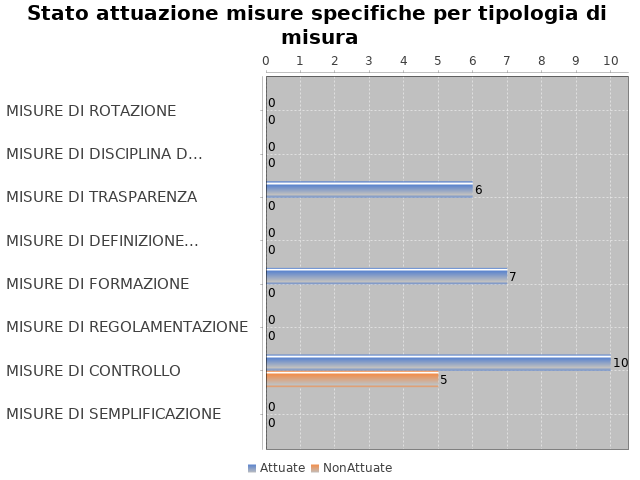 Stato attuazione misure specifiche per tipologia di
misura
0 1 2 3 4 5 6 7 8 9 10
MISURE DI ROTAZIONE 0
0
MISURE DI DISCIPLINA D... 0
0
MISURE DI TRASPARENZA 6
0
MISURE DI DEFINIZIONE... 0
0
MISURE DI FORMAZIONE 7
0
MISURE DI REGOLAMENTAZIONE 0
0
MISURE DI CONTROLLO 10
5
MISURE DI SEMPLIFICAZIONE 0
0
Attuate NonAttuate